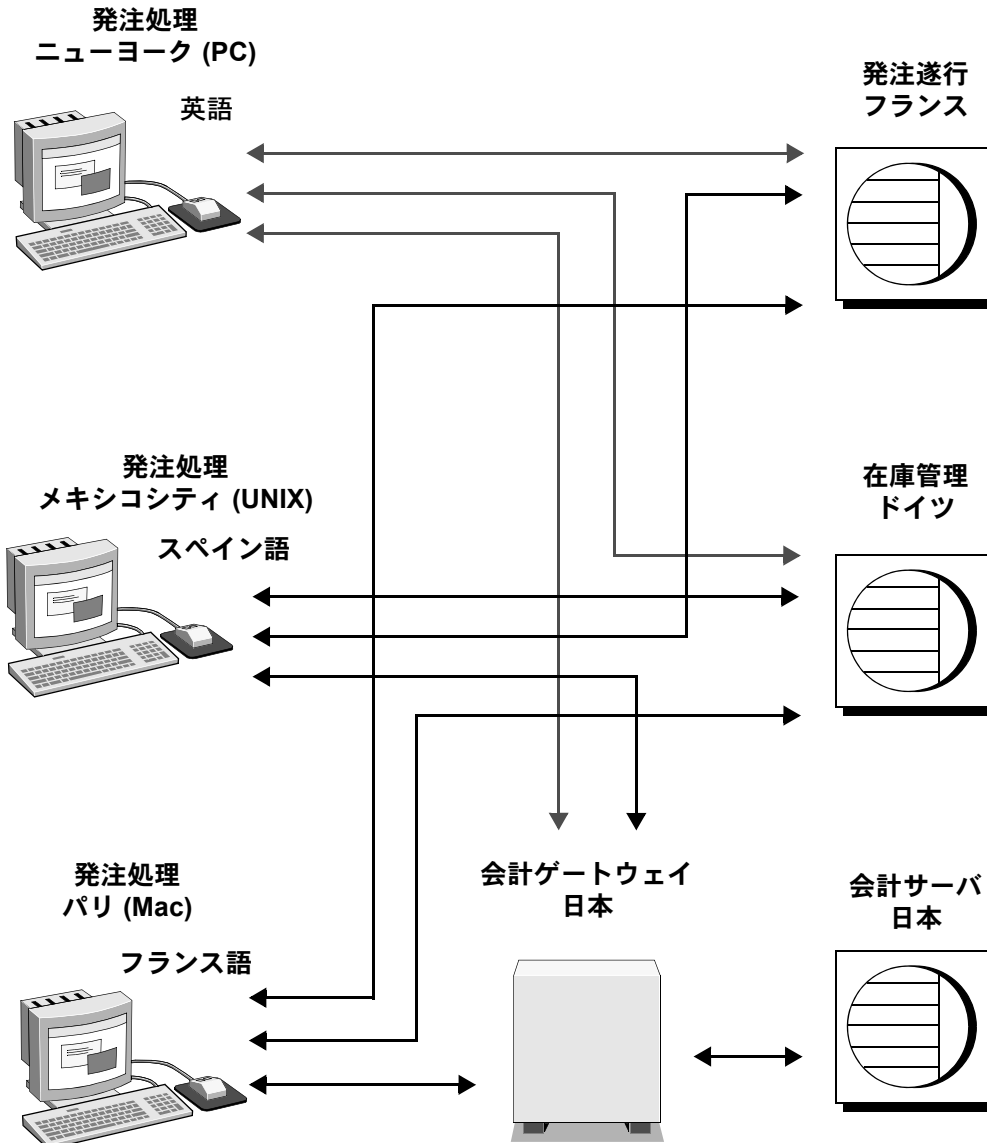 発注処理
ニューヨーク (PC)
英語
発注遂行
フランス
発注処理
メキシコシティ (UNIX)
スペイン語
在庫管理
ドイツ
発注処理
パリ (Mac)
フランス語
会計ゲートウェイ
日本
会計サーバ
日本